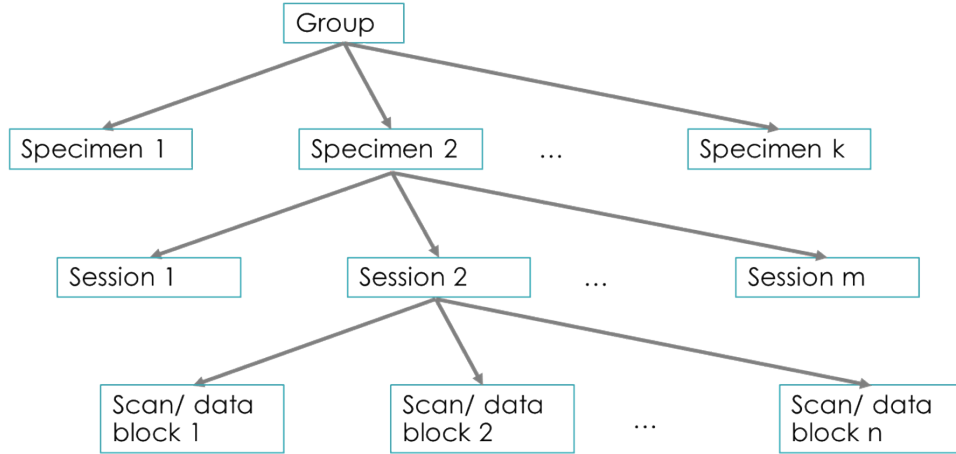 Group
Specimen 1
Specimen 2
...
Specimen k
Session 1
Session 2
...
Session m
Scan/ data
block 1
Scan/ data
block 2
...
Scan/ data
block n